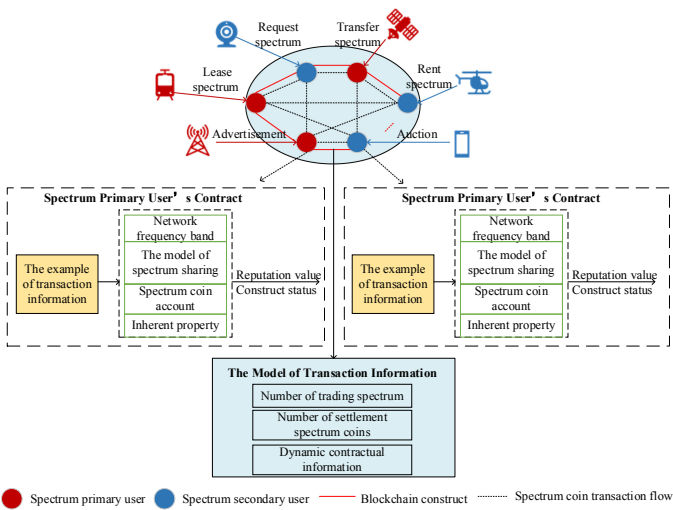 Request
spectrum
Transfer
spectrum
Lease
spectrum
Rent
spectrum
Advertisement
Auction
Spectrum Primary User’s Contract
Network
frequency band
The model of
spectrum sharing
Spectrum coin
account
Inherent property
The example
of transaction
information
Reputation value
Construct status
Spectrum Primary User’s Contract
Network
frequency band
The model of
spectrum sharing
Spectrum coin
account
Inherent property
The example
of transaction
information
Reputation value
Construct status
The Model of Transaction Information
Number of trading spectrum
Number of settlement
spectrum coins
Dynamic contractual
information
Spectrum primary user
Spectrum secondary user
Blockchain construct
Spectrum coin transaction flow